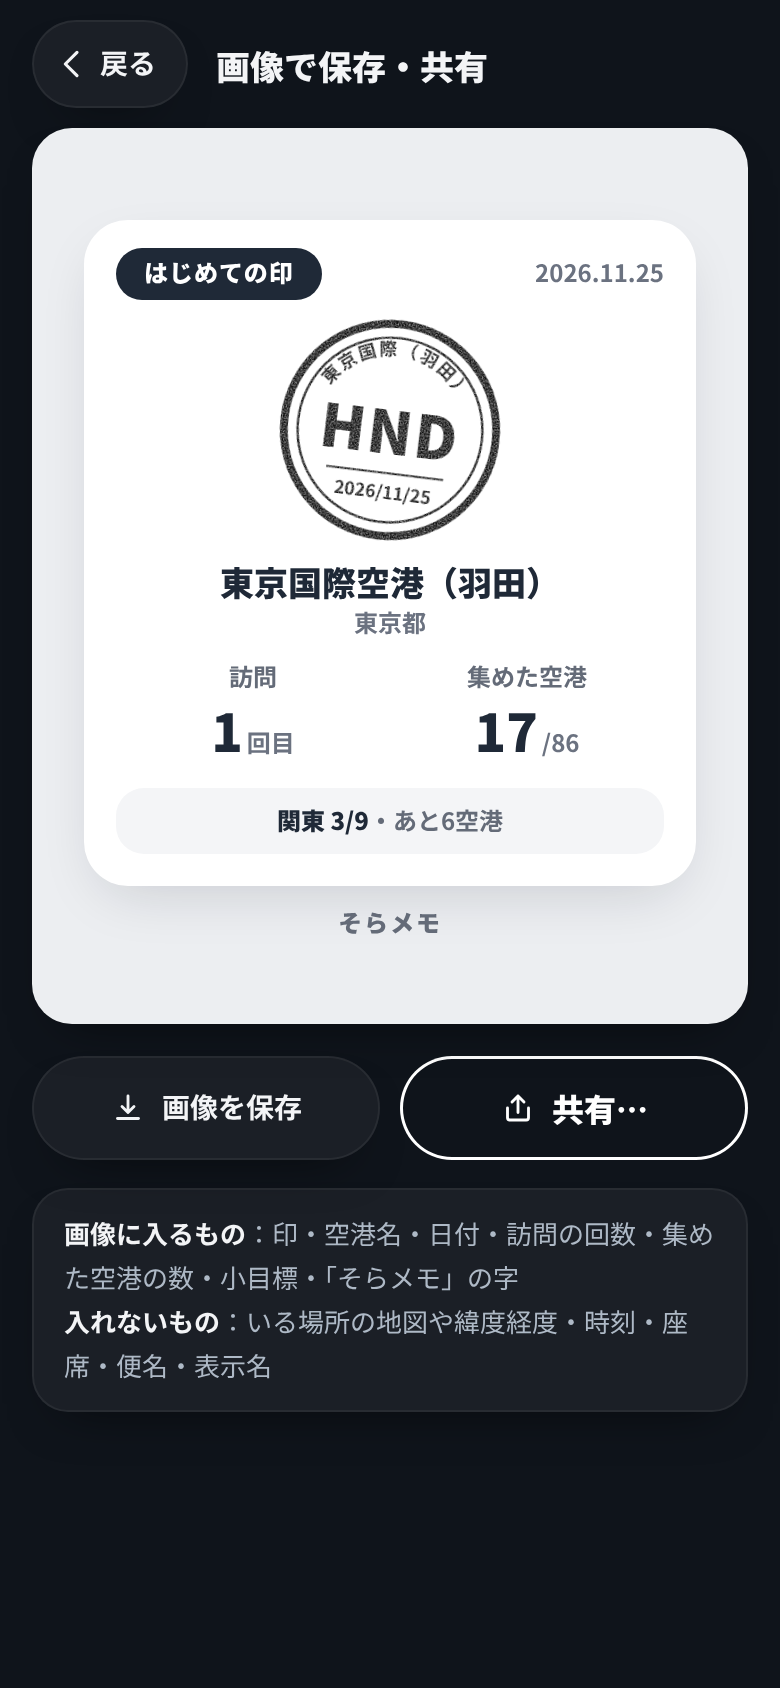 戻る
画像で保存・共有
はじめての印
2026.11.25
東京国際（羽田）
HND
2026/11/25
東京国際空港（羽田）
東京都
訪問
集めた空港
1回目
17/86
関東 3/9・あと6空港
そらメモ
画像を保存
共有…
画像に入るもの：印・空港名・日付・訪問の回数・集め
た空港の数・小目標・「そらメモ」の字
入れないもの：いる場所の地図や緯度経度・時刻・座
席・便名・表示名